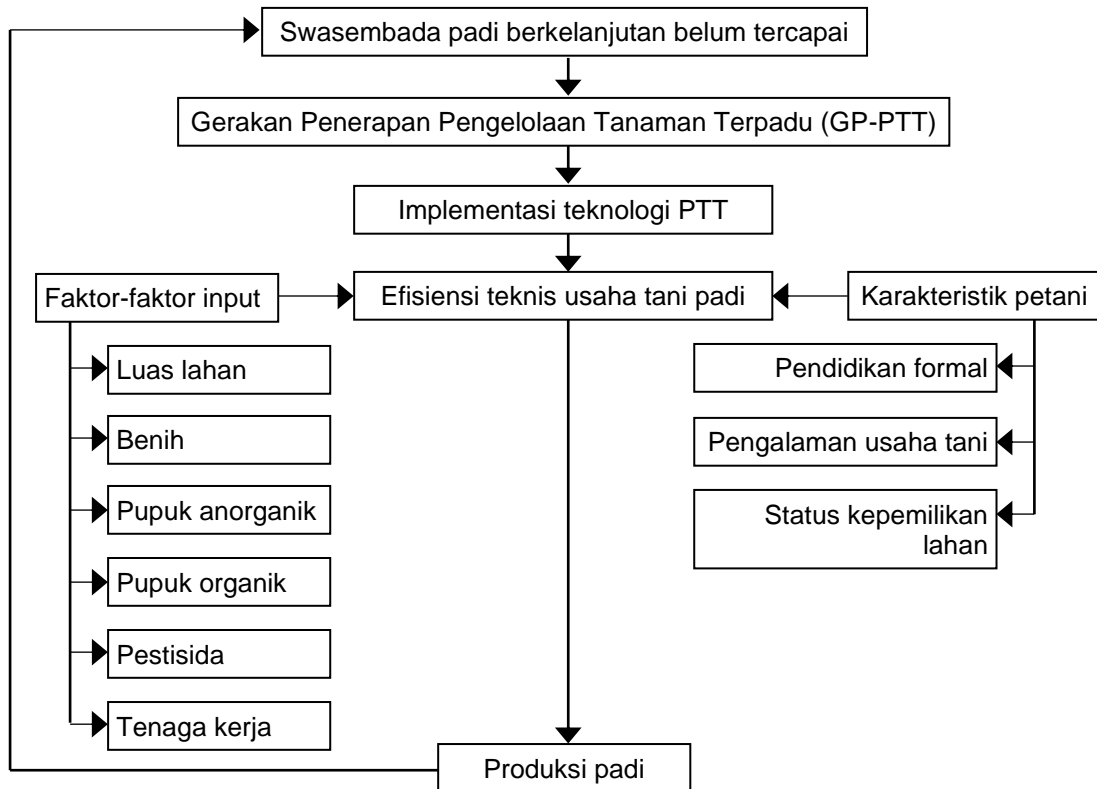 Swasembada padi berkelanjutan belum tercapai
Gerakan Penerapan Pengelolaan Tanaman Terpadu (GP-PTT)
Implementasi teknologi PTT
Faktor-faktor input
Efisiensi teknis usaha tani padi
Karakteristik petani
Luas lahan
Benih
Pupuk anorganik
Pupuk organik
Pestisida
Tenaga kerja
Pendidikan formal
Pengalaman usaha tani
Status kepemilikan
lahan
Produksi padi